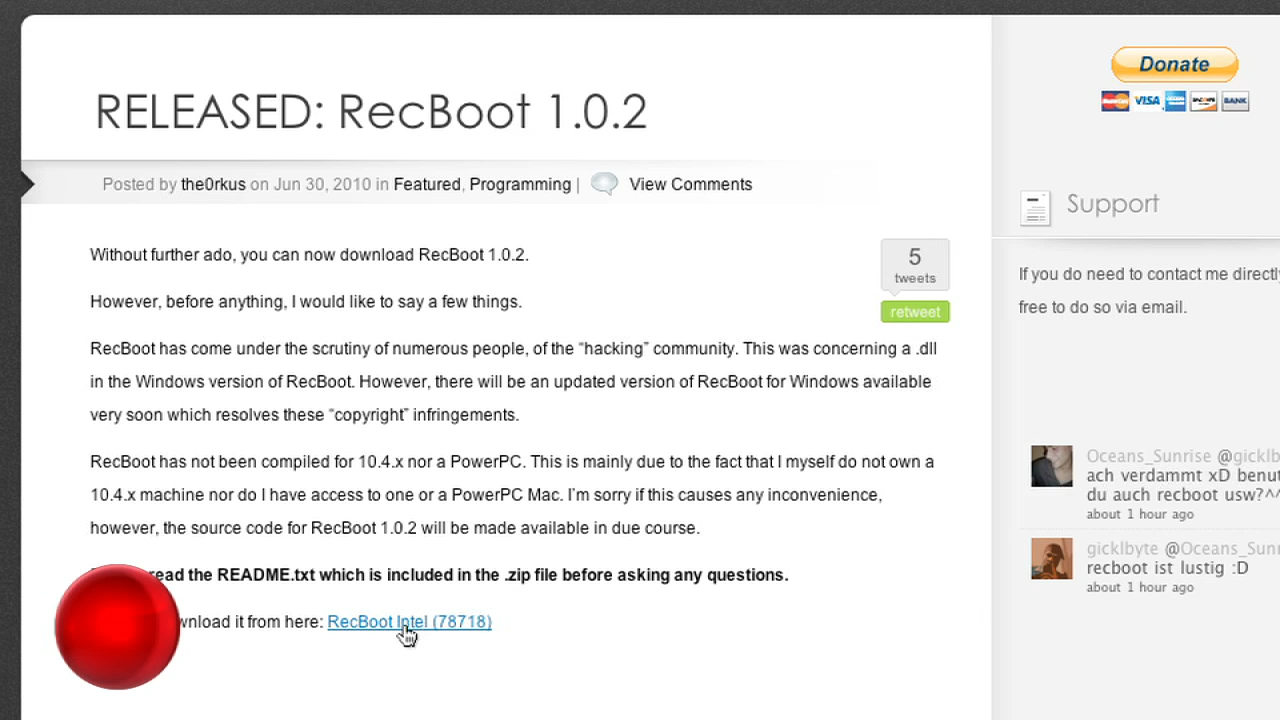 RELEASED: RecBoot 1.0.2
Posted by the0rkus on Jun 30, 2010 in Featured, Programming | View Comments
Without further ado, you can now download RecBoot 1.0.2.
However, before anything, I would like to say a few things.
RecBoot has come under the scrutiny of numerous people, of the “hacking” community. This was concerning a .dll
in the Windows version of RecBoot. However, there will be an updated version of RecBoot for Windows available
very soon which resolves these “copyright” infringements.
RecBoot has not been compiled for 10.4.x nor a PowerPC. This is mainly due to the fact that I myself do not own a
10.4.x machine nor do I have access to one or a PowerPC Mac. I'm sorry if this causes any inconvenience,
however, the source code for RecBoot 1.0.2 will be made available in due course.
read the README.txt which is included in the .zip file before asking any questions.
wnload it from here: RecBoot Intel (78718)
5
tweets
retweet
Donate
MasterCard VISA BANK
Support
If you do need to contact me directly
free to do so via email.
Oceans_Sunrise @gicklb
ach verdammt xD benut
du auch recboot usw?^^
about 1 hour ago
gicklbyte @Oceans_Sun
recboot ist lustig :D
about 1 hour ago